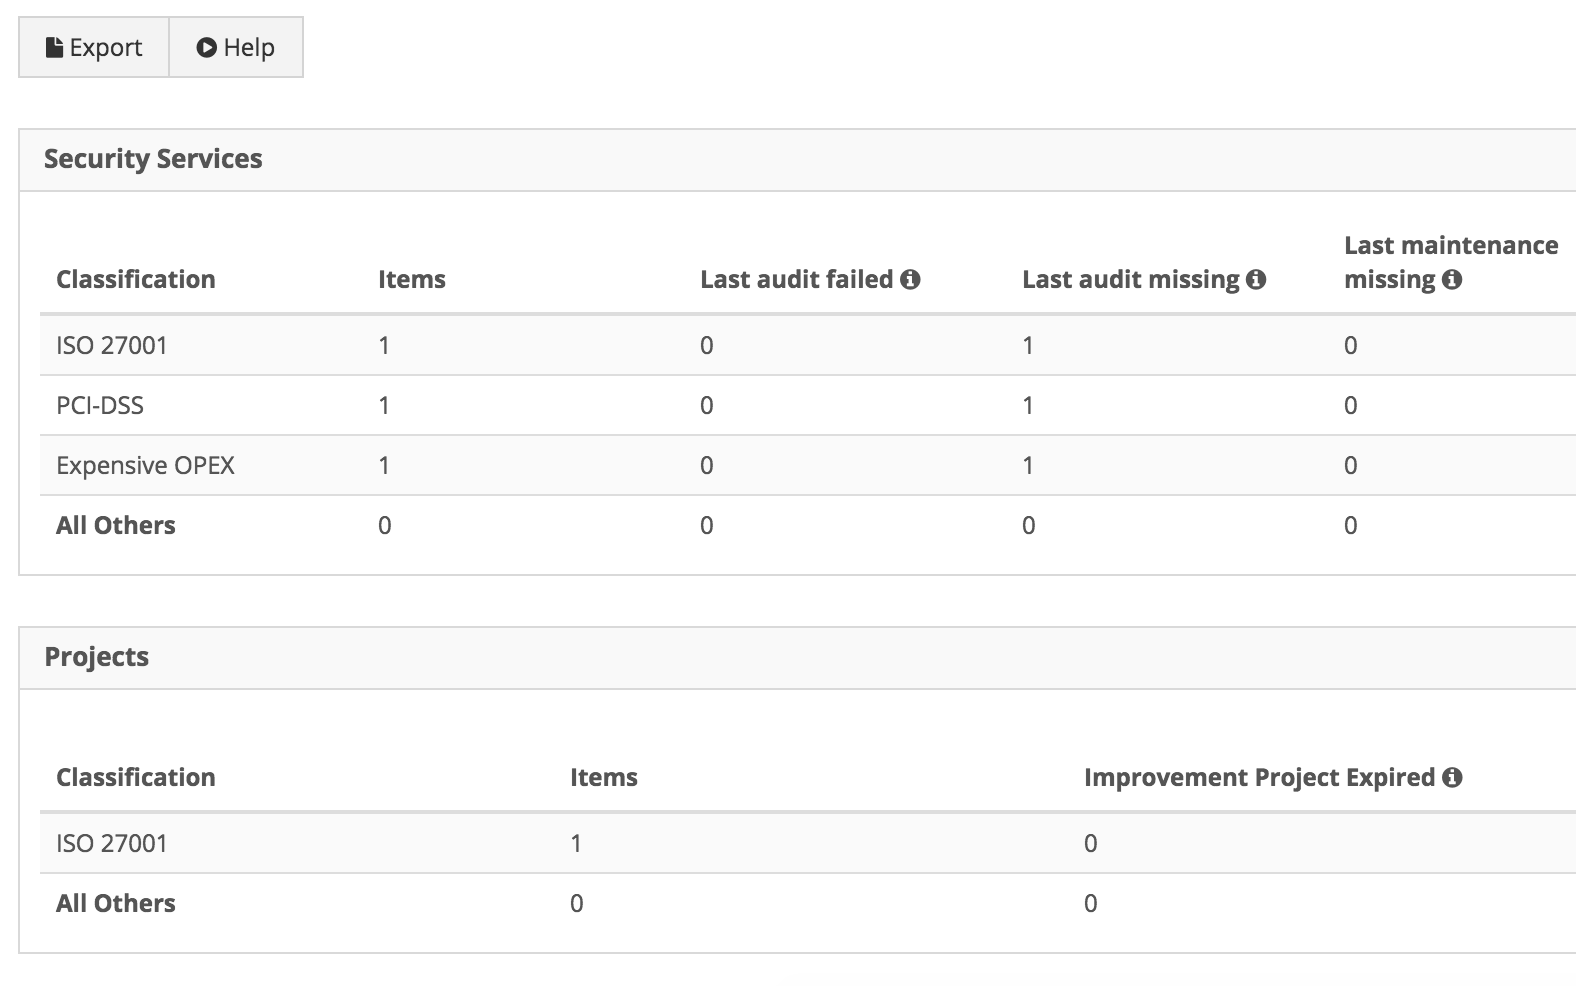 Export Help
Security Services
Classification Items Last audit failed Last audit missing Last maintenance missing
ISO 27001 1 0 1 0
PCI-DSS 1 0 1 0
Expensive OPEX 1 0 1 0
All Others 0 0 0 0
Projects
Classification Items Improvement Project Expired
ISO 27001 1 0
All Others 0 0